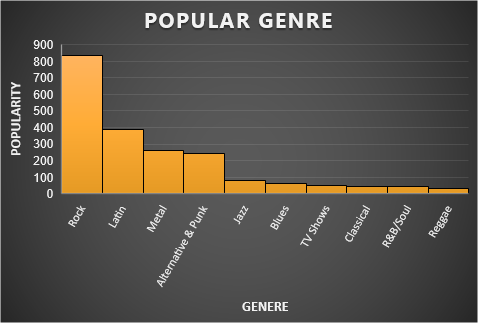 POPULAR GENRE
POPULARITY
900
800
700
600
500
400
300
200
100
0
Rock
Latin
Metal
Alternative & Punk
Jazz
Blues
TV Shows
Classical
R&B/Soul
Reggae
GENERE